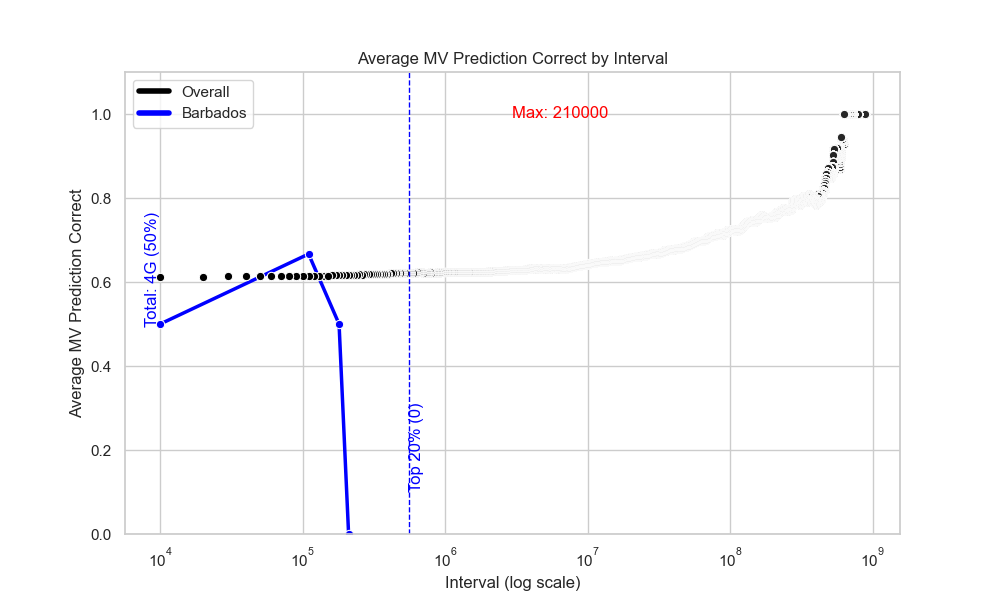 Average MV Prediction Correct by Interval
Overall
Barbados
Max: 210000
Total: 4G (50%)
Top 20% (0)
Average MV Prediction Correct
1.0
0.8
0.6
0.4
0.2
0.0
10^4 10^5 10^6 10^7 10^8 10^9
Interval (log scale)